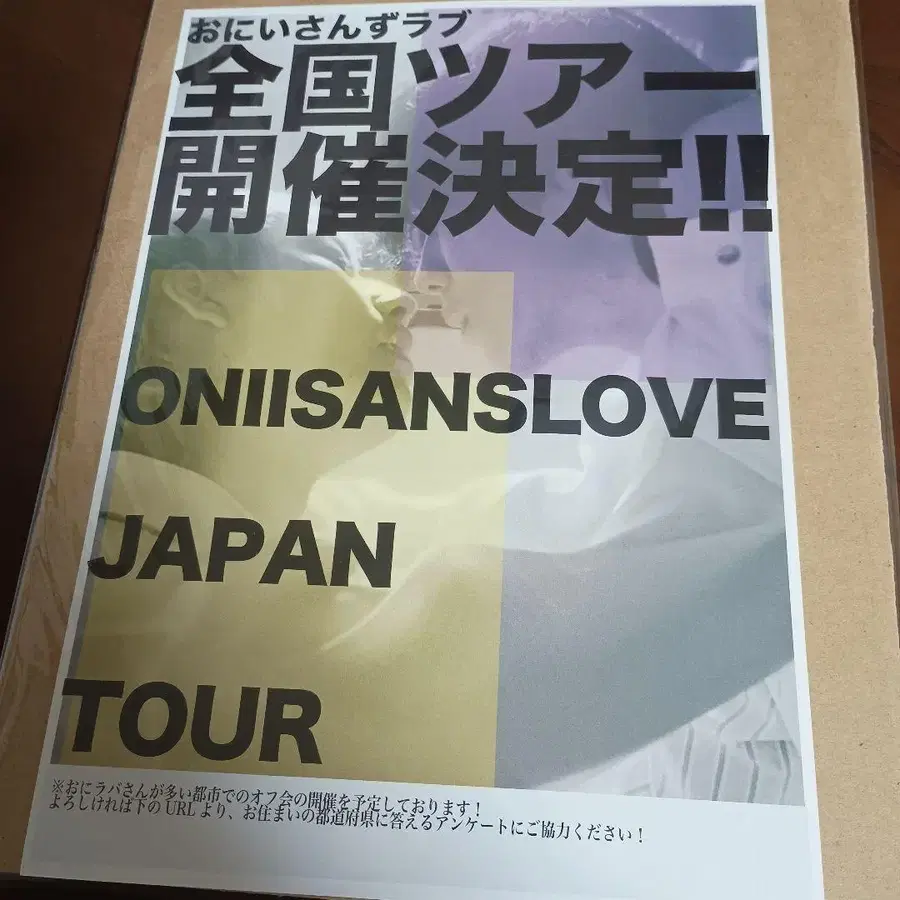 おにいさんずラブ
全国ツアー
開催決定!!
ONIISANSLOVE
JAPAN
TOUR
※おにラバさんが多い都市でのオフ会の開催を予定しております!
よろしければ下のURLより、お住まいの都道府県に答えるアンケートにご協力ください!